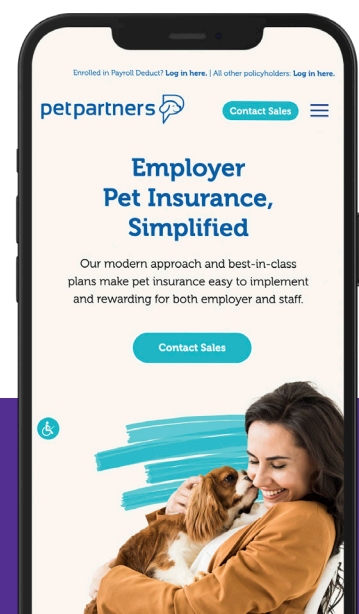 Enrolled in Payroll Deduct? Log in here. | All other policyholders: Log in here.
petpartners
Contact Sales
Employer
Pet Insurance,
Simplified
Our modern approach and best-in-class
plans make pet insurance easy to implement
and rewarding for both employer and staff.
Contact Sales